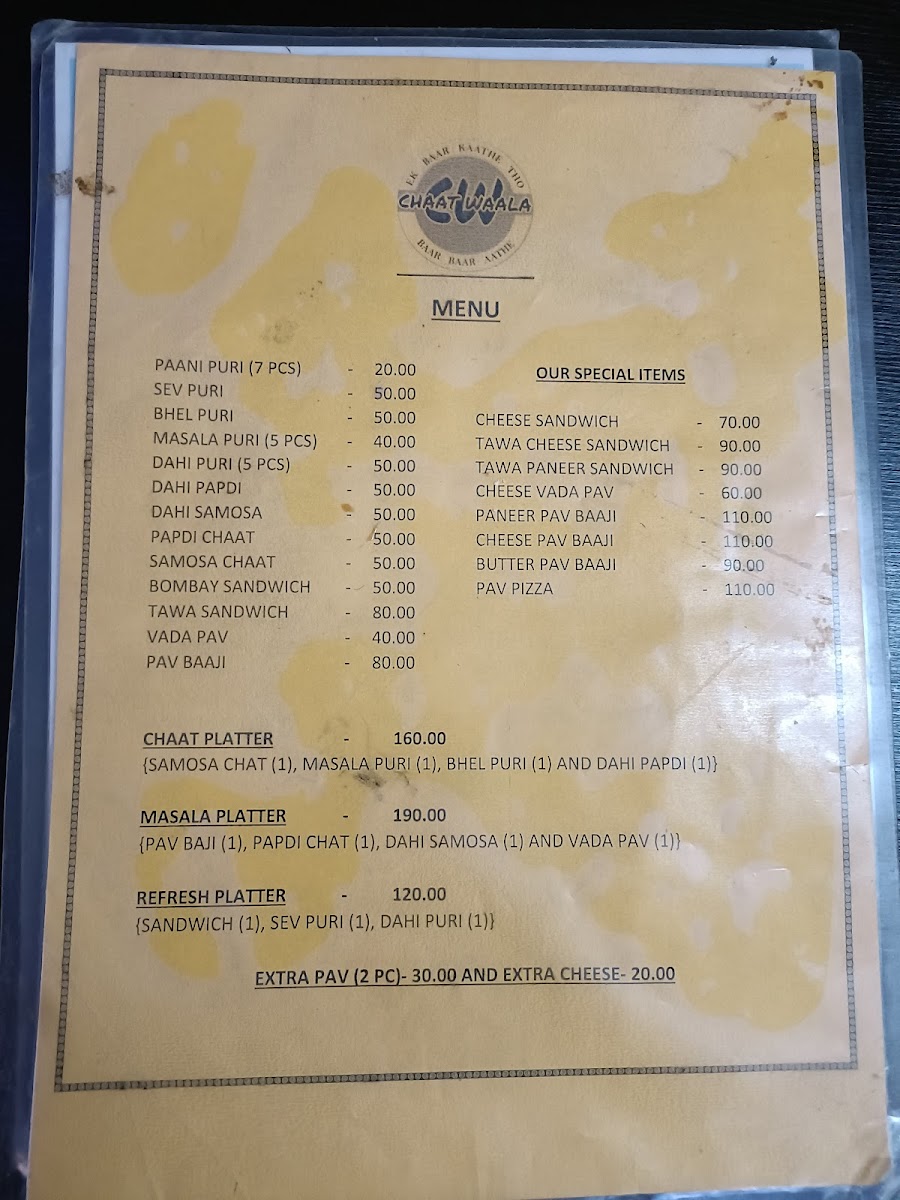 EK BAAR KAATHE THO
CW
CHAAT WAALA
BAAR BAAR AATHE
MENU
PAANI PURI (7 PCS) - 20.00
SEV PURI - 50.00
BHEL PURI - 50.00
MASALA PURI (5 PCS) - 40.00
DAHI PURI (5 PCS) - 50.00
DAHI PAPDI - 50.00
DAHI SAMOSA - 50.00
PAPDI CHAAT - 50.00
SAMOSA CHAAT - 50.00
BOMBAY SANDWICH - 50.00
TAWA SANDWICH - 80.00
VADA PAV - 40.00
PAV BAAJI - 80.00
OUR SPECIAL ITEMS
CHEESE SANDWICH - 70.00
TAWA CHEESE SANDWICH - 90.00
TAWA PANEER SANDWICH - 90.00
CHEESE VADA PAV - 60.00
PANEER PAV BAAJI - 110.00
CHEESE PAV BAAJI - 110.00
BUTTER PAV BAAJI - 90.00
PAV PIZZA - 110.00
CHAAT PLATTER - 160.00
{SAMOSA CHAT (1), MASALA PURI (1), BHEL PURI (1) AND DAHI PAPDI (1)}
MASALA PLATTER - 190.00
{PAV BAJI (1), PAPDI CHAT (1), DAHI SAMOSA (1) AND VADA PAV (1)}
REFRESH PLATTER - 120.00
{SANDWICH (1), SEV PURI (1), DAHI PURI (1)}
EXTRA PAV (2 PC)- 30.00 AND EXTRA CHEESE- 20.00